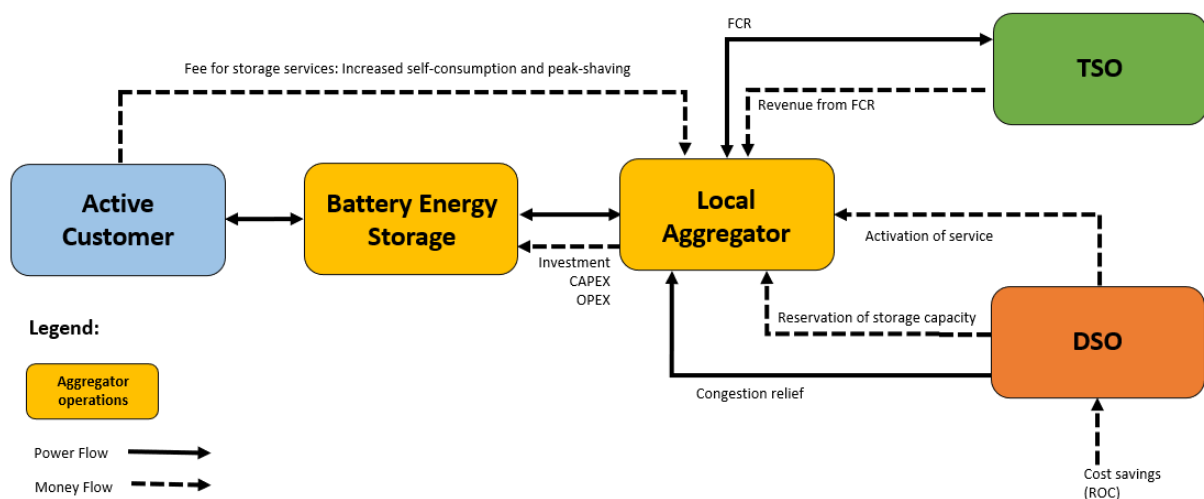 FCR
TSO
Fee for storage services: Increased self-consumption and peak-shaving
Revenue from FCR
Active
Customer
Battery Energy
Storage
Local
Aggregator
Activation of service
Investment
CAPEX
OPEX
Reservation of storage capacity
DSO
Legend:
Aggregator
operations
Congestion relief
Power Flow
Money Flow
Cost savings
(ROC)